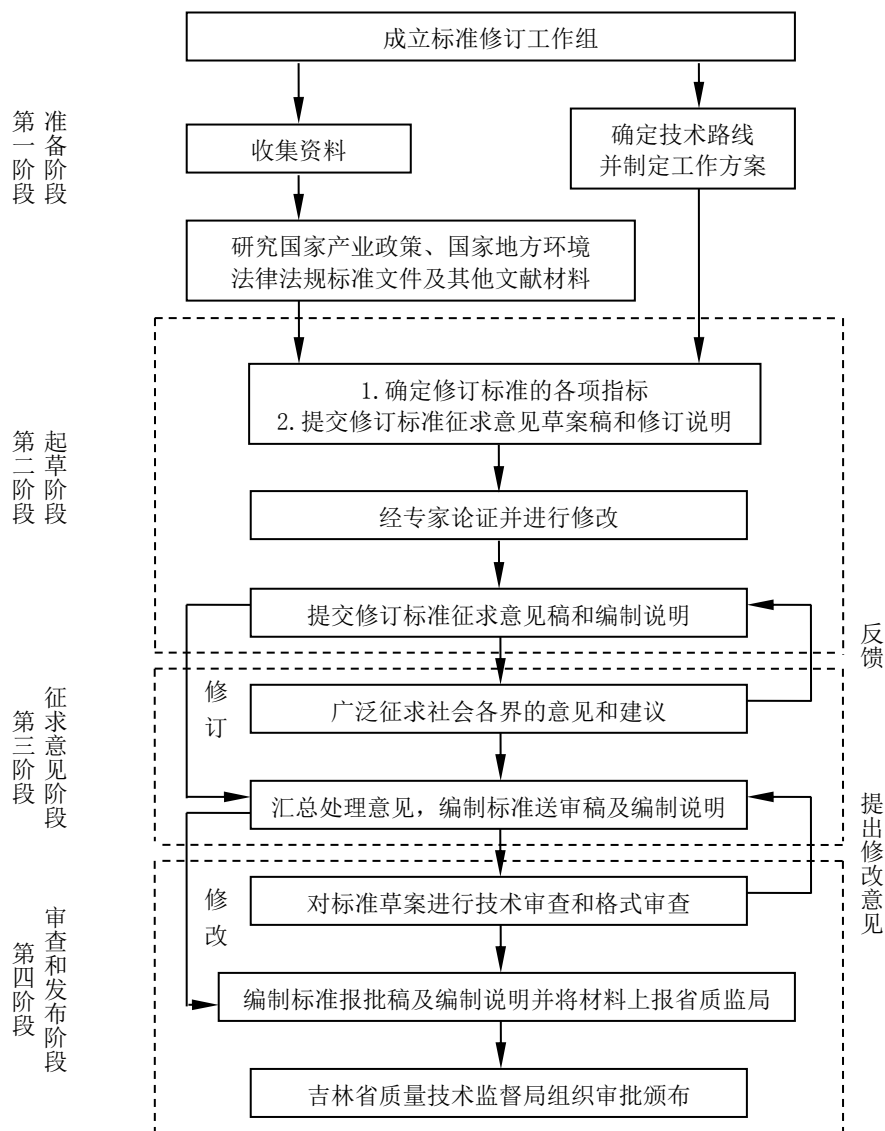 成立标准修订工作组
第一阶段
准备阶段
收集资料
确定技术路线
并制定工作方案
研究国家产业政策、国家地方环境
法律法规标准文件及其他文献材料
第二阶段
起草阶段
1.确定修订标准的各项指标
2.提交修订标准征求意见草案稿和修订说明
经专家论证并进行修改
提交修订标准征求意见稿和编制说明
反馈
第三阶段
征求意见阶段
修订
广泛征求社会各界的意见和建议
汇总处理意见，编制标准送审稿及编制说明
提出修改意见
第四阶段
审查和发布阶段
修改
对标准草案进行技术审查和格式审查
编制标准报批稿及编制说明并将材料上报省质监局
吉林省质量技术监督局组织审批颁布